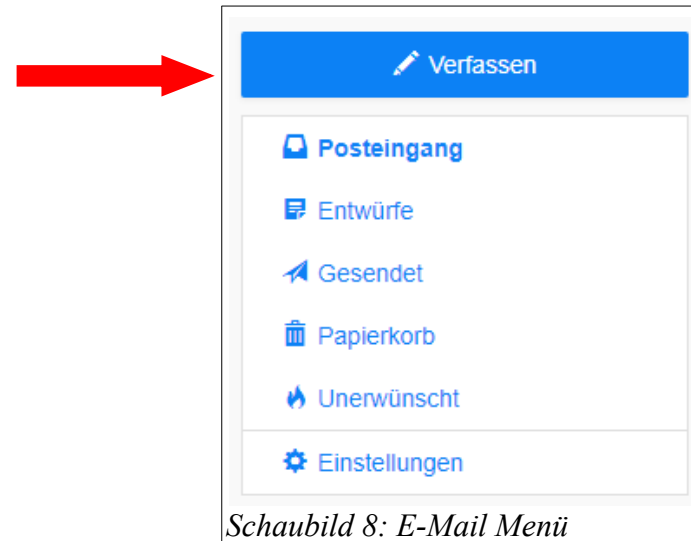 Verfassen
Posteingang
Entwürfe
Gesendet
Papierkorb
Unerwünscht
Einstellungen
Schaubild 8: E-Mail Menü